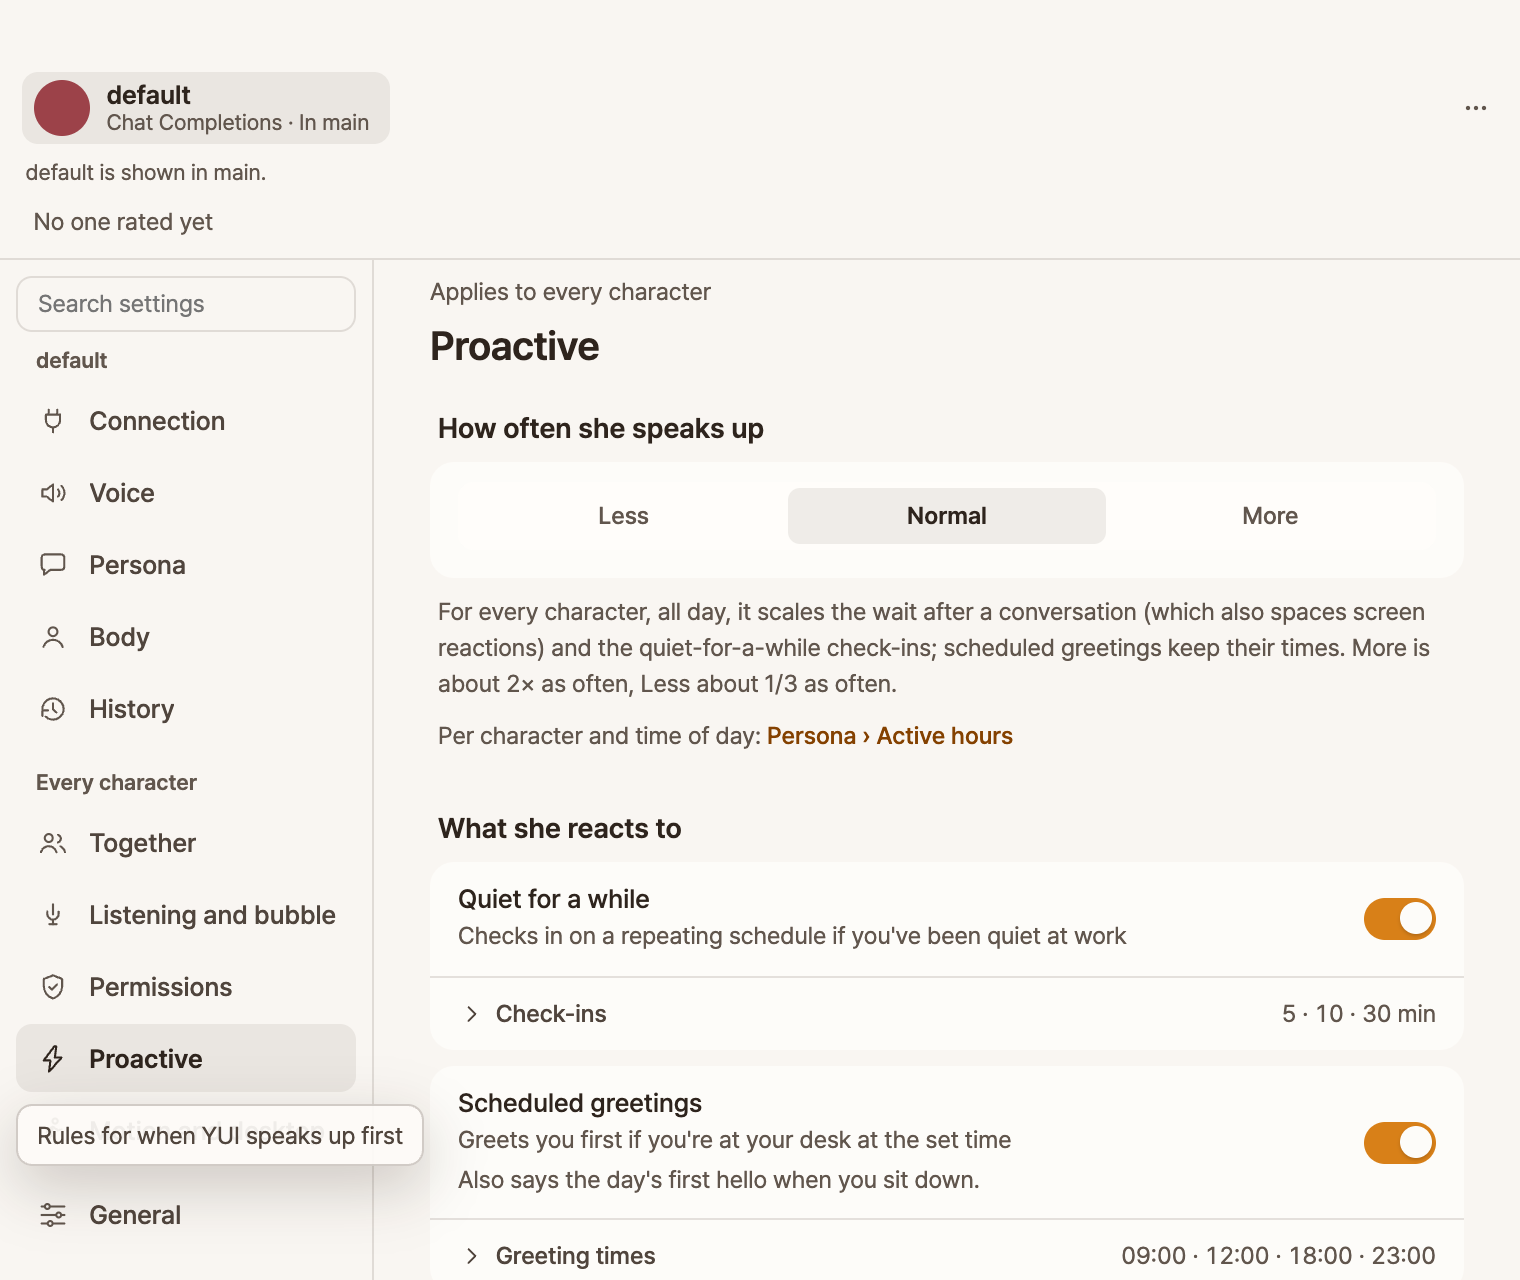 default
Chat Completions · In main
default is shown in main.
No one rated yet
Search settings
default
Connection
Voice
Persona
Body
History
Every character
Together
Listening and bubble
Permissions
Proactive
Rules for when YUI speaks up first
General
Applies to every character
Proactive
How often she speaks up
Less
Normal
More
For every character, all day, it scales the wait after a conversation (which also spaces screen
reactions) and the quiet-for-a-while check-ins; scheduled greetings keep their times. More is
about 2× as often, Less about 1/3 as often.
Per character and time of day: Persona › Active hours
What she reacts to
Quiet for a while
Checks in on a repeating schedule if you've been quiet at work
Check-ins
5 · 10 · 30 min
Scheduled greetings
Greets you first if you're at your desk at the set time
Also says the day's first hello when you sit down.
Greeting times
09:00 · 12:00 · 18:00 · 23:00